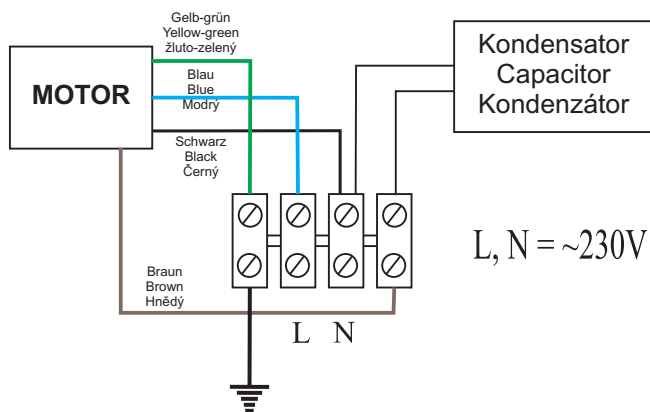 Gelb-grün
Yellow-green
žluto-zelený
MOTOR
Blau
Blue
Modrý
Schwarz
Black
Černý
Kondensator
Capacitor
Kondenzátor
L, N = ~230V
Braun
Brown
Hnědý
L N